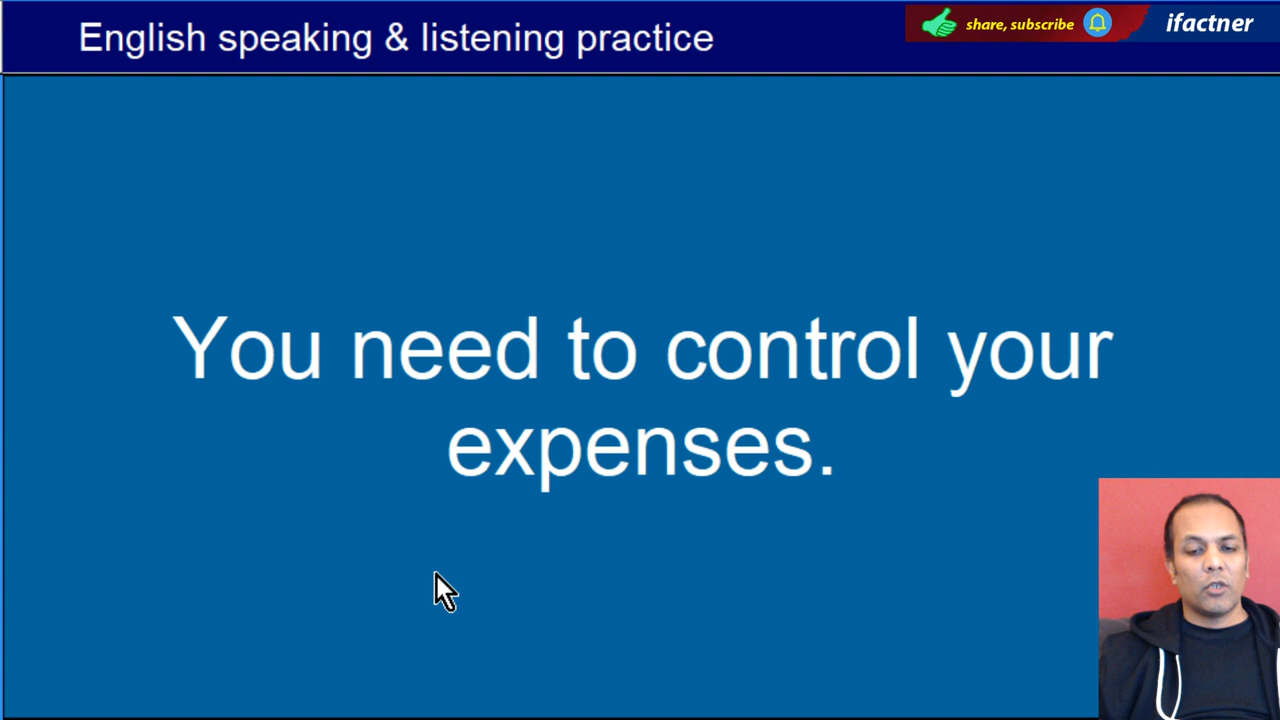 English speaking & listening practice
share, subscribe
ifactner
You need to control your
expenses.